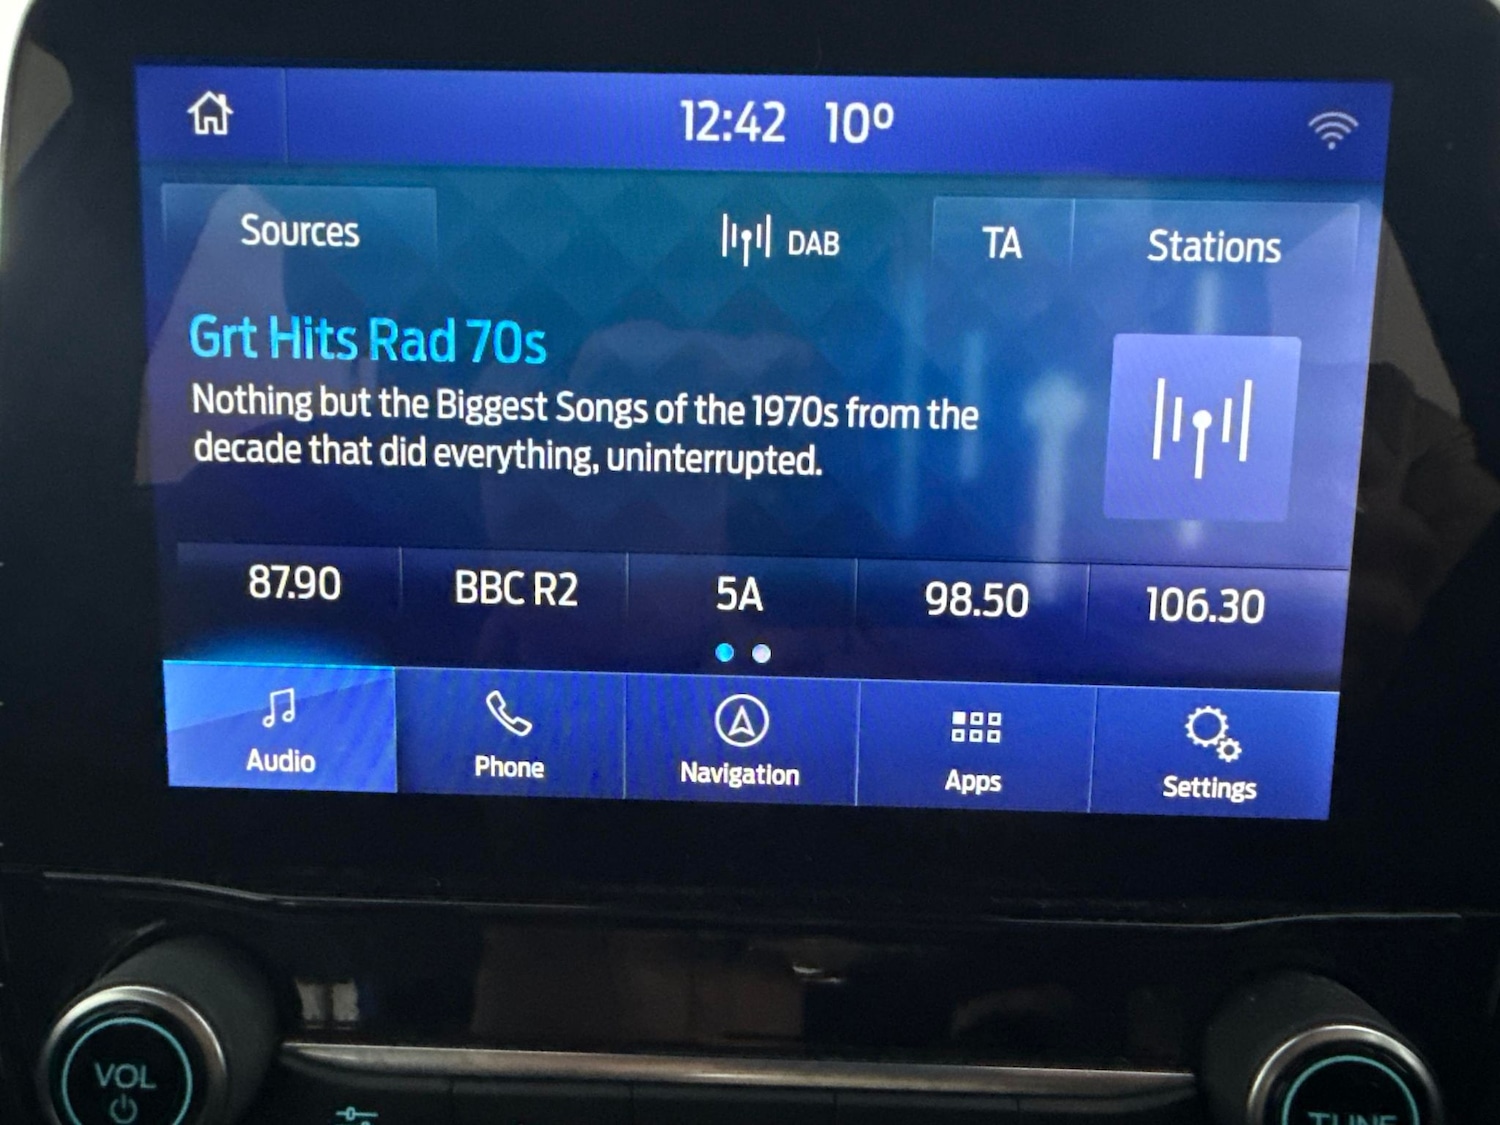 12:42 10º
Sources DAB TA Stations
Grt Hits Rad 70s
Nothing but the Biggest Songs of the 1970s from the
decade that did everything, uninterrupted.
87.90 BBC R2 5A 98.50 106.30
Audio Phone Navigation Apps Settings
VOL TUNE